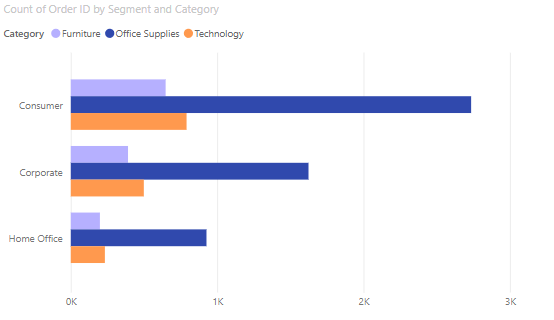 Count of Order ID by Segment and Category
Category Furniture Office Supplies Technology
Consumer
Corporate
Home Office
0K 1K 2K 3K